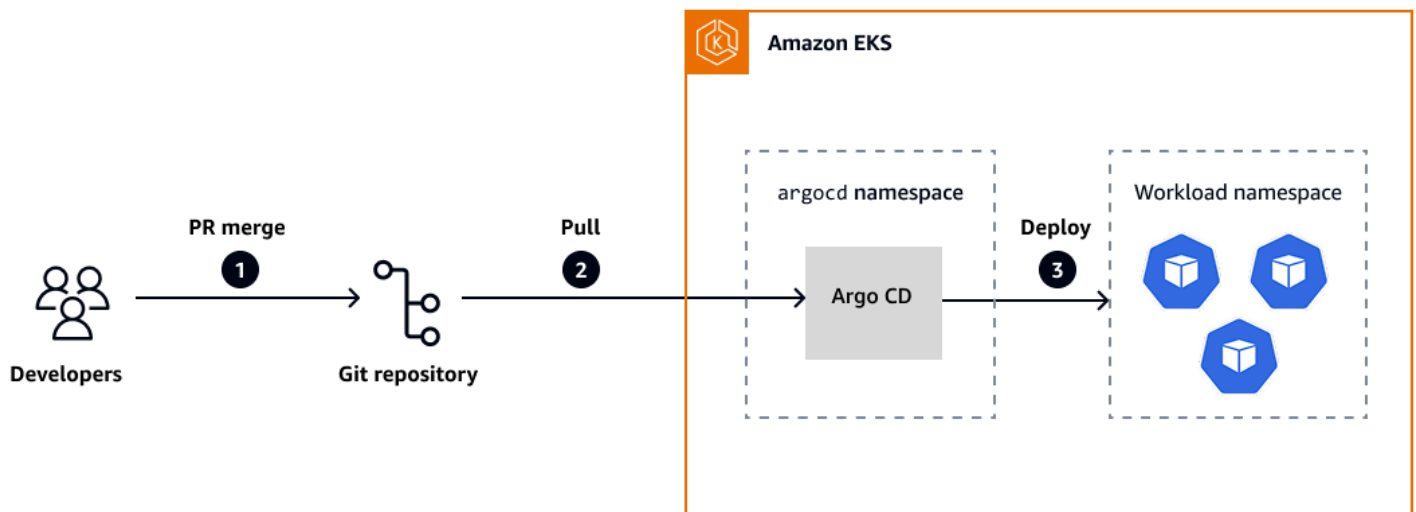 Amazon EKS
argocd namespace
Workload namespace
PR merge
1
Pull
2
Deploy
3
Argo CD
Developers
Git repository